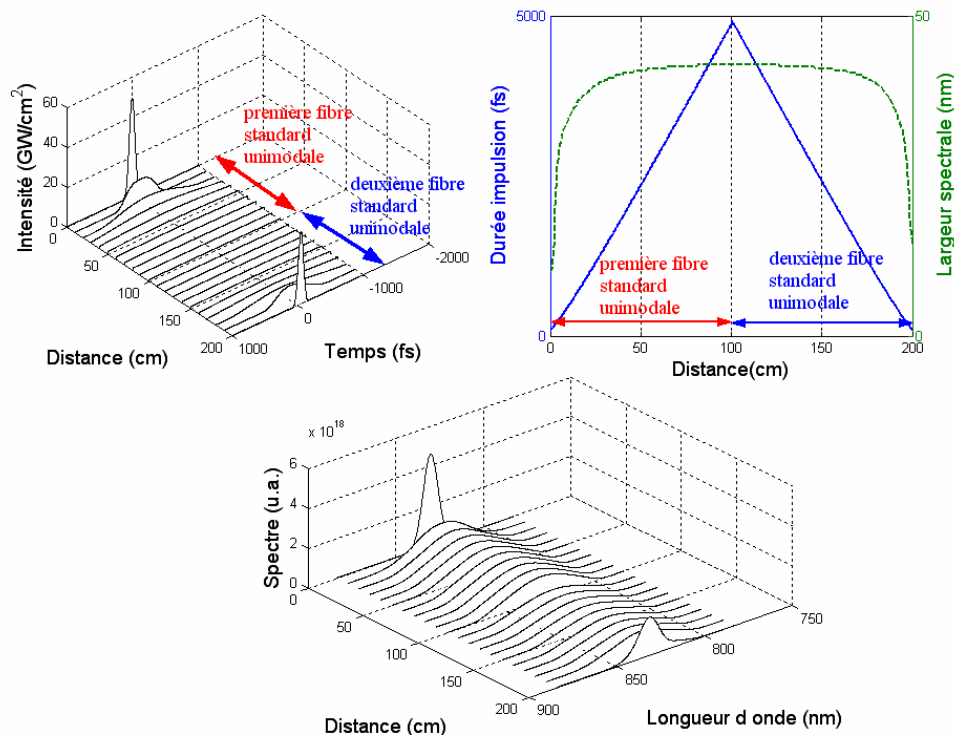 Intensité (GW/cm²)
60
40
20
0
0
50
100
150
200
1000
0
-1000
-2000
Distance (cm)
Temps (fs)
première fibre
standard
unimodale
deuxième fibre
standard
unimodale
5000
0
Durée impulsion (fs)
50
0
Largeur spectrale (nm)
première fibre
standard
unimodale
deuxième fibre
standard
unimodale
0
50
100
150
200
Distance(cm)
x 10^18
Spectre (u.a.)
6
4
2
0
0
50
100
150
200
900
850
800
750
Distance (cm)
Longueur d onde (nm)